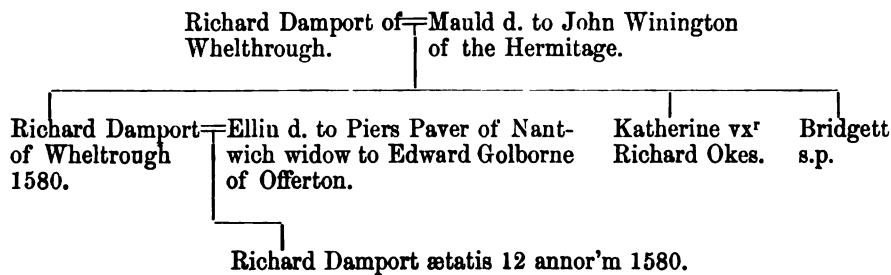 Richard Damport of Whelthrough.
Mauld d. to John Winington of the Hermitage.
Richard Damport of Wheltrough 1580.
Ellin d. to Piers Paver of Nant-
wich widow to Edward Golborne
of Offerton.
Katherine vxʳ
Richard Okes.
Bridgett
s.p.
Richard Damport ætatis 12 annor'm 1580.